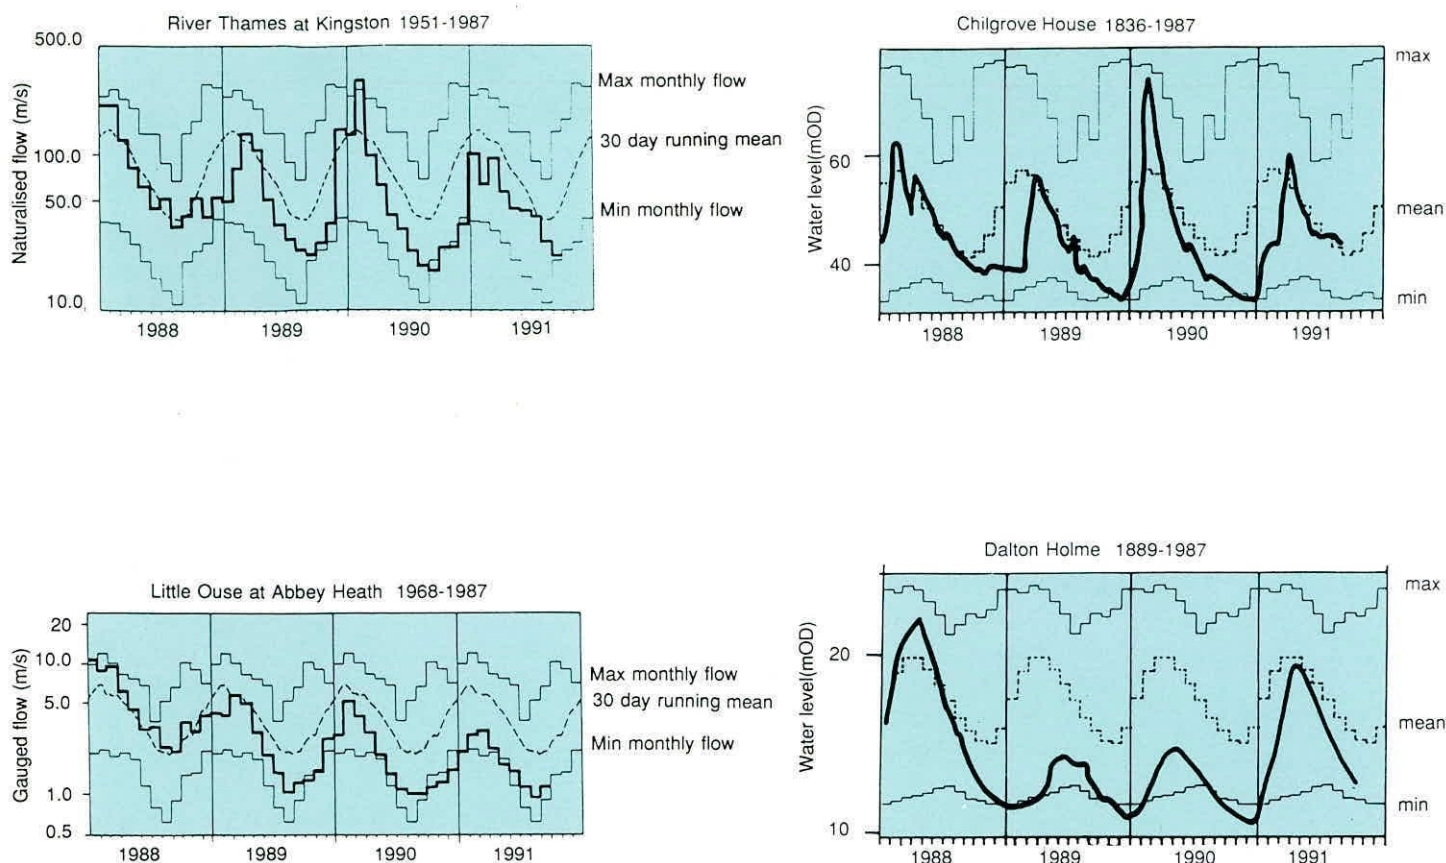 River Thames at Kingston 1951-1987
500.0
100.0
50.0
10.0
Naturalised flow (m/s)
Max monthly flow
30 day running mean
Min monthly flow
1988 1989 1990 1991
Chilgrove House 1836-1987
60
40
Water level(mOD)
max
mean
min
1988 1989 1990 1991
Little Ouse at Abbey Heath 1968-1987
20
10.0
5.0
1.0
0.5
Gauged flow (m/s)
Max monthly flow
30 day running mean
Min monthly flow
1988 1989 1990 1991
Dalton Holme 1889-1987
20
10
Water level(mOD)
max
mean
min
1988 1989 1990 1991